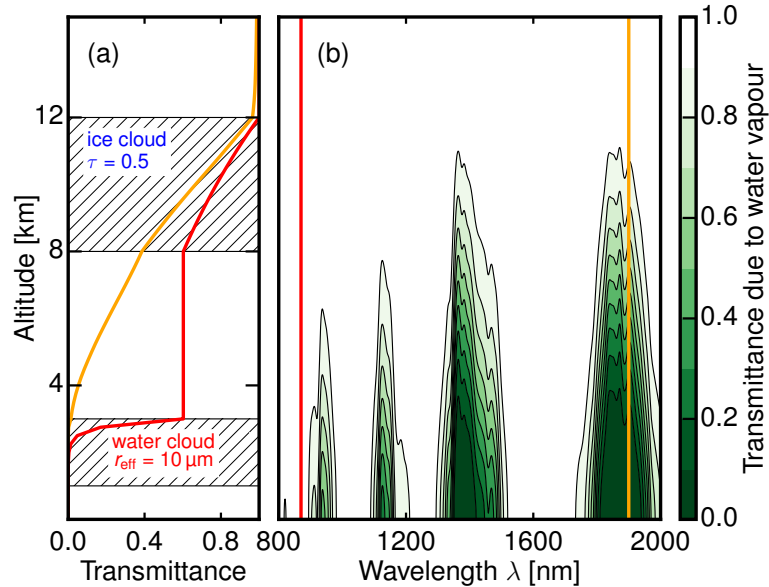 (a)
(b)
ice cloud
τ = 0.5
water cloud
r_eff = 10 µm
Altitude [km]
12
8
4
0.0 0.4 0.8
Transmittance
800 1200 1600 2000
Wavelength λ [nm]
1.0
0.8
0.6
0.4
0.2
0.0
Transmittance due to water vapour